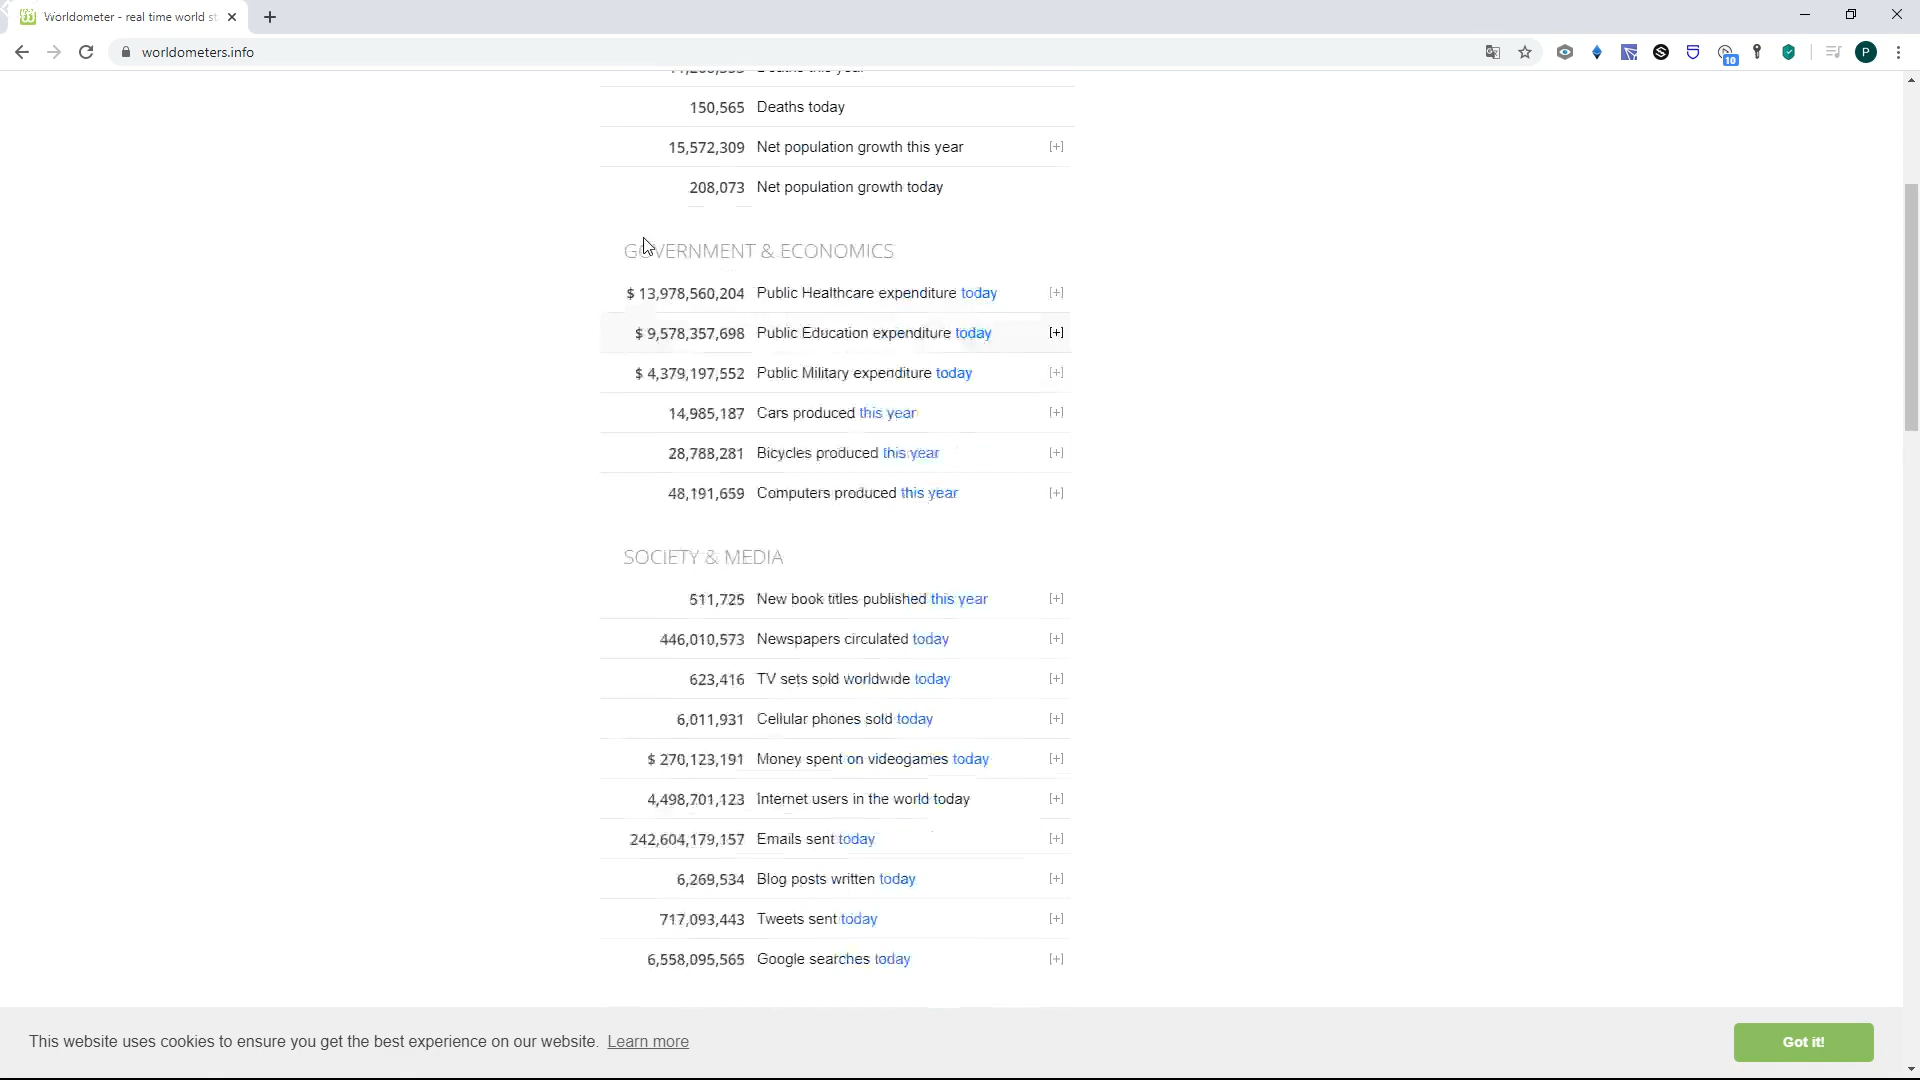 Worldometer - real time world st
worldometers.info
10
P
Deaths this year
150,565 Deaths today
15,572,309 Net population growth this year [+]
208,073 Net population growth today
GOVERNMENT & ECONOMICS
$ 13,978,560,204 Public Healthcare expenditure today [+]
$ 9,578,357,698 Public Education expenditure today [+]
$ 4,379,197,552 Public Military expenditure today [+]
14,985,187 Cars produced this year [+]
28,788,281 Bicycles produced this year [+]
48,191,659 Computers produced this year [+]
SOCIETY & MEDIA
511,725 New book titles published this year [+]
446,010,573 Newspapers circulated today [+]
623,416 TV sets sold worldwide today [+]
6,011,931 Cellular phones sold today [+]
$ 270,123,191 Money spent on videogames today [+]
4,498,701,123 Internet users in the world today [+]
242,604,179,157 Emails sent today [+]
6,269,534 Blog posts written today [+]
717,093,443 Tweets sent today [+]
6,558,095,565 Google searches today [+]
This website uses cookies to ensure you get the best experience on our website. Learn more
Got it!